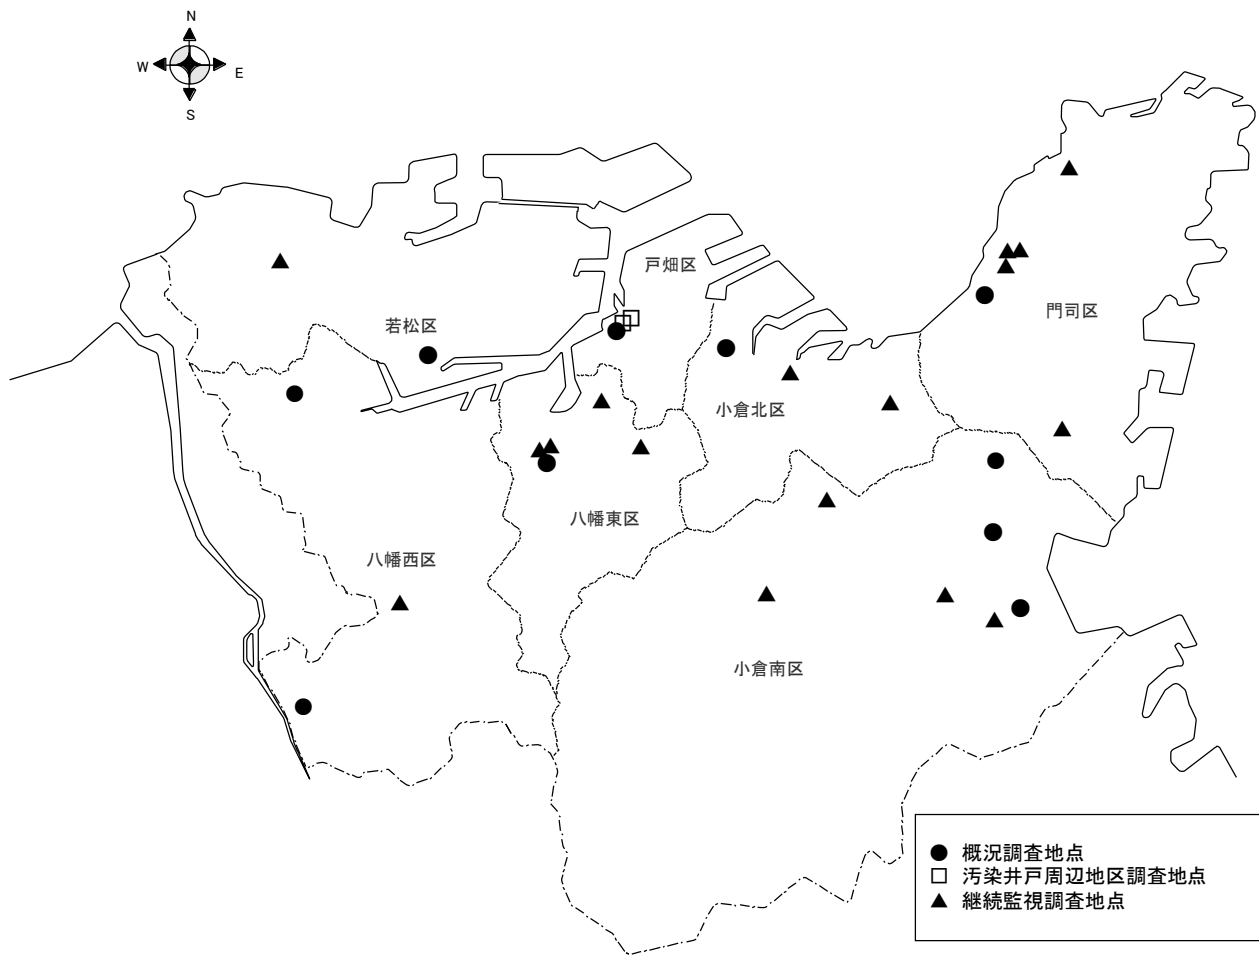 N
W
E
S
戸畑区
門司区
若松区
小倉北区
八幡東区
八幡西区
小倉南区
概況調査地点
汚染井戸周辺地区調査地点
継続監視調査地点